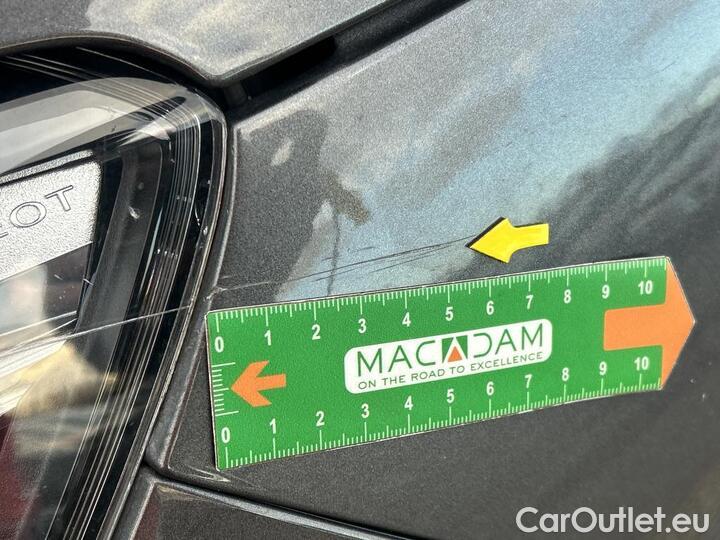 0 1 2 3 4 5 6 7 8 9 10
MACADAM
ON THE ROAD TO EXCELLENCE
0 1 2 3 4 5 6 7 8 9 10
CarOutlet.eu